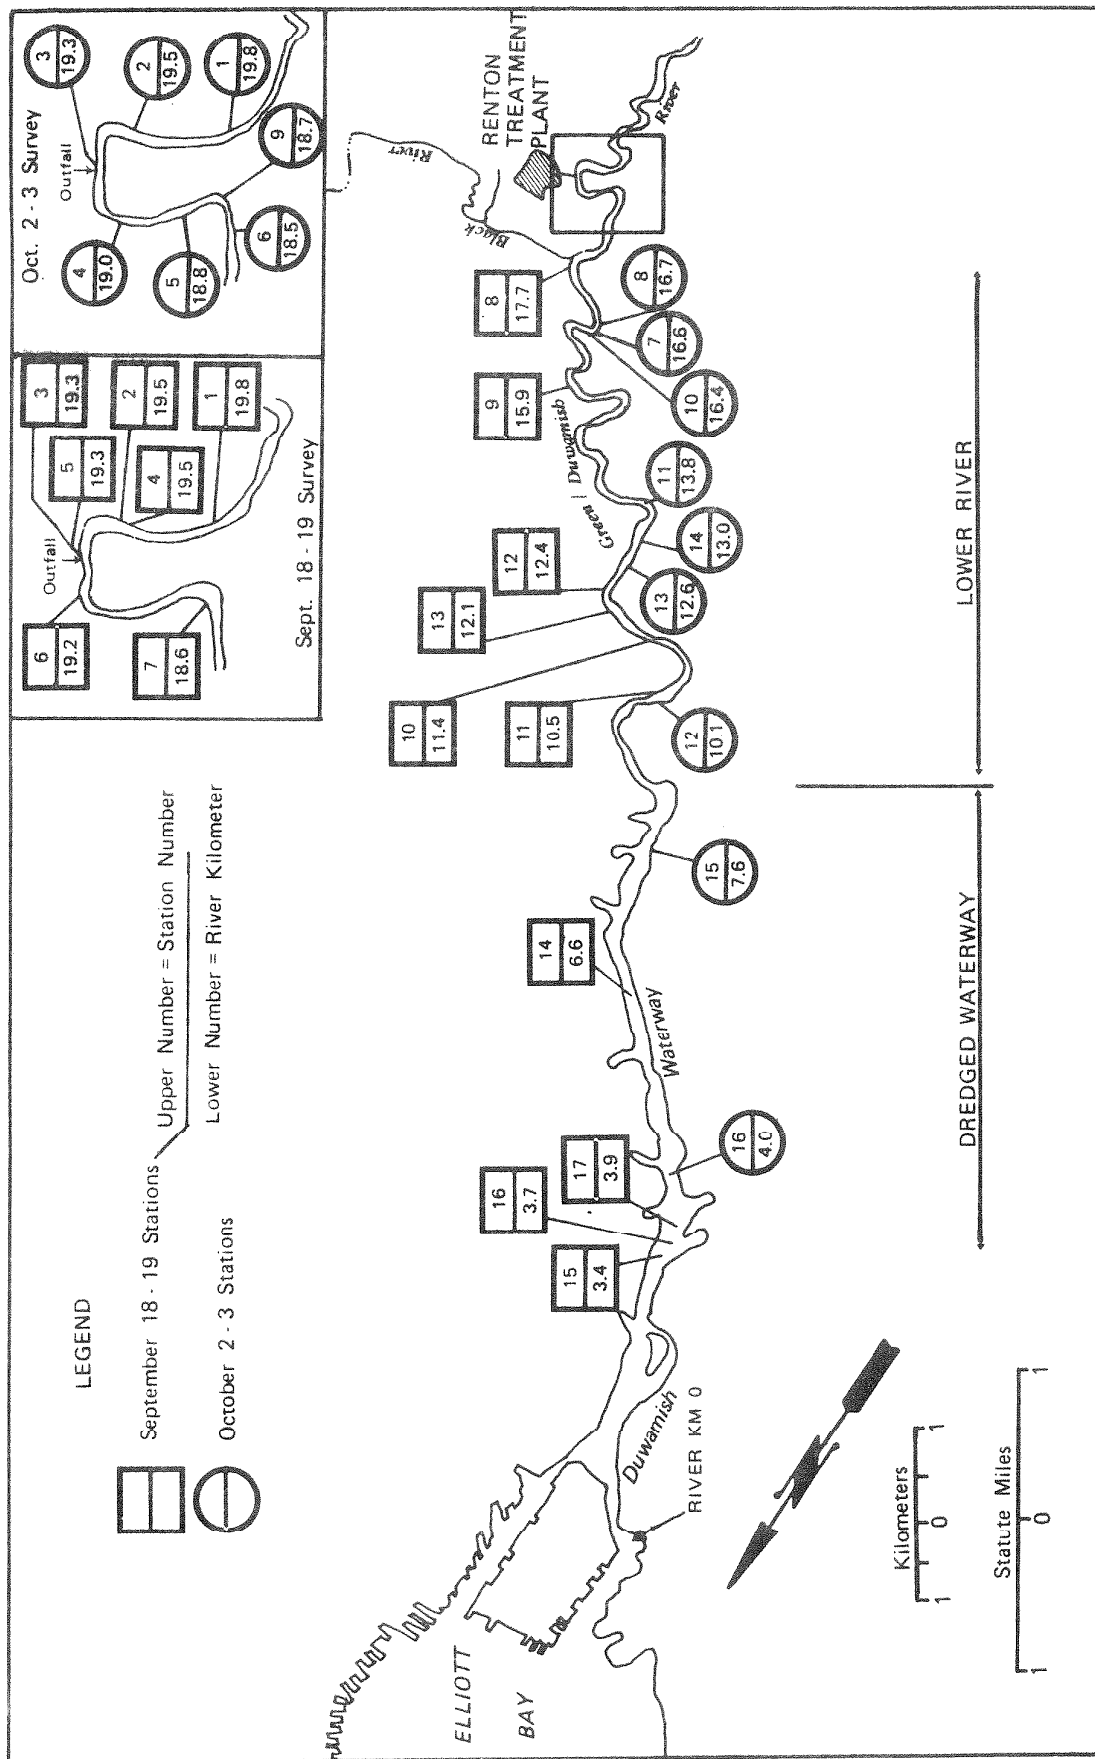 LEGEND
September 18 - 19 Stations
October 2 - 3 Stations
Upper Number = Station Number
Lower Number = River Kilometer
Sept. 18 - 19 Survey
Outfall
6
19.2
7
18.6
5
19.3
4
19.5
3
19.3
2
19.5
1
19.8
Oct. 2 - 3 Survey
Outfall
4
19.0
5
18.8
6
18.5
9
18.7
3
19.3
2
19.5
1
19.8
ELLIOTT
BAY
Duwamish
RIVER KM 0
15
3.4
16
3.7
17
3.9
16
4.0
Waterway
14
6.6
15
7.6
10
11.4
11
10.5
12
10.1
13
12.1
12
12.4
13
12.6
14
13.0
11
13.8
Green | Duwamish
9
15.9
10
16.4
7
16.6
8
16.7
8
17.7
Black
River
RENTON
TREATMENT
PLANT
River
DREDGED WATERWAY
LOWER RIVER
Kilometers
1
0
1
Statute Miles
1
0
1